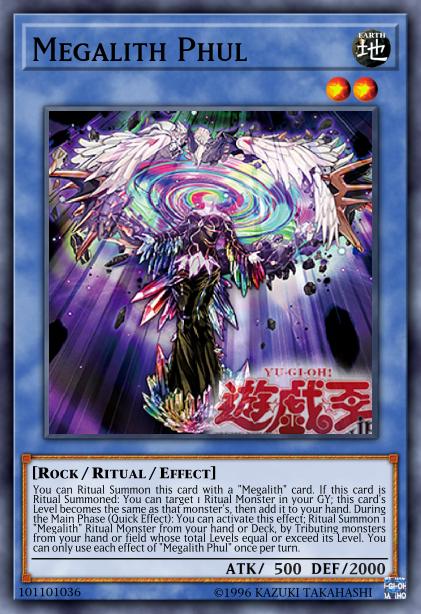 MEGALITH PHUL
EARTH
地
YU-GI-OH!
遊戯王
[ROCK / RITUAL / EFFECT]
You can Ritual Summon this card with a "Megalith" card. If this card is
Ritual Summoned: You can target 1 Ritual Monster in your GY; this card's
Level becomes the same as that monster's, then add it to your hand. During
the Main Phase (Quick Effect): You can activate this effect; Ritual Summon 1
"Megalith" Ritual Monster from your hand or Deck, by Tributing monsters
from your hand or field whose total Levels equal or exceed its Level. You
can only use each effect of "Megalith Phul" once per turn.
ATK/ 500 DEF/2000
101101036
©1996 KAZUKI TAKAHASHI